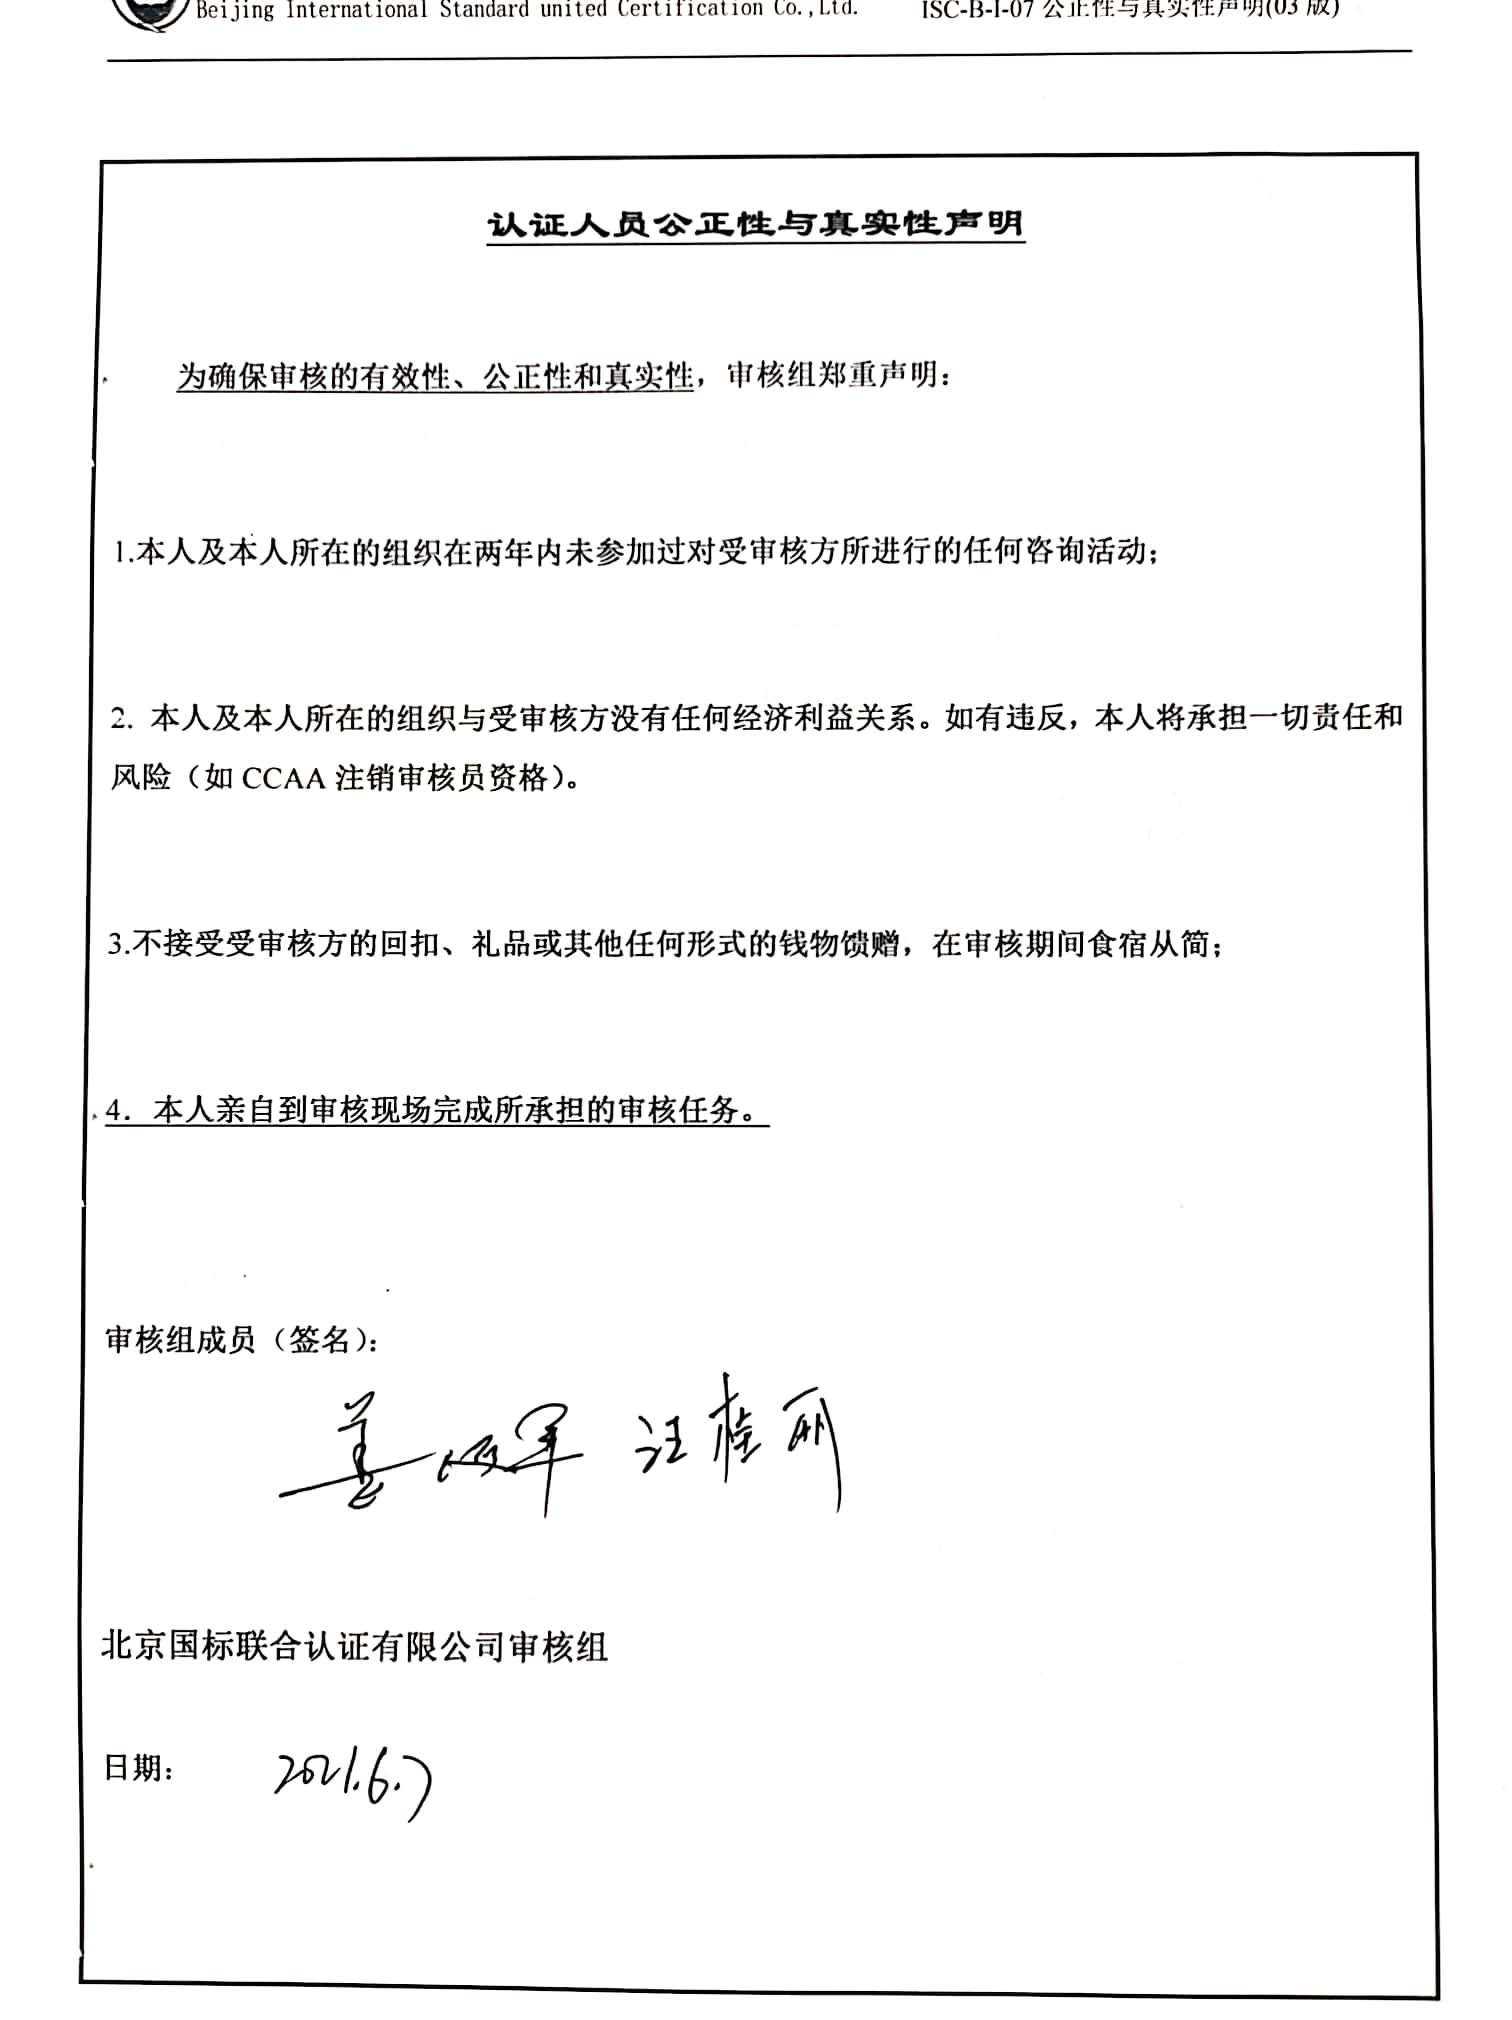 Beijing International Standard united Certification Co.,Ltd. ISC-B-I-07 公正性与真实性声明(03 版)
认证人员公正性与真实性声明
为确保审核的有效性、公正性和真实性，审核组郑重声明：
1.本人及本人所在的组织在两年内未参加过对受审核方所进行的任何咨询活动；
2. 本人及本人所在的组织与受审核方没有任何经济利益关系。如有违反，本人将承担一切责任和
风险（如 CCAA 注销审核员资格）。
3.不接受受审核方的回扣、礼品或其他任何形式的钱物馈赠，在审核期间食宿从简；
4. 本人亲自到审核现场完成所承担的审核任务。
审核组成员（签名）：
汪桂丽
北京国标联合认证有限公司审核组
日期： 2021.6.7